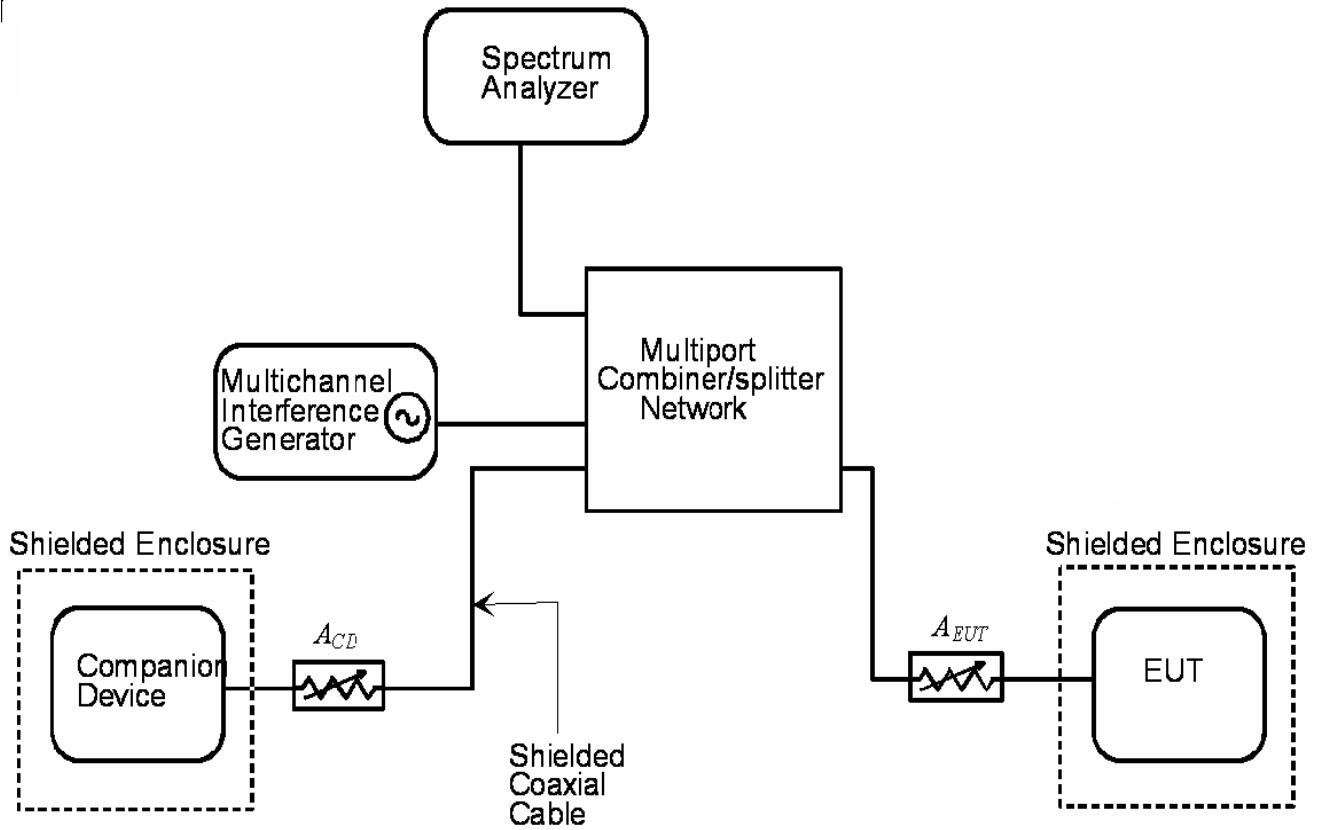 Spectrum
Analyzer
Multiport
Combiner/splitter
Network
Multichannel
Interference
Generator
Shielded Enclosure
Shielded Enclosure
A_CD
A_EUT
Companion
Device
EUT
Shielded
Coaxial
Cable